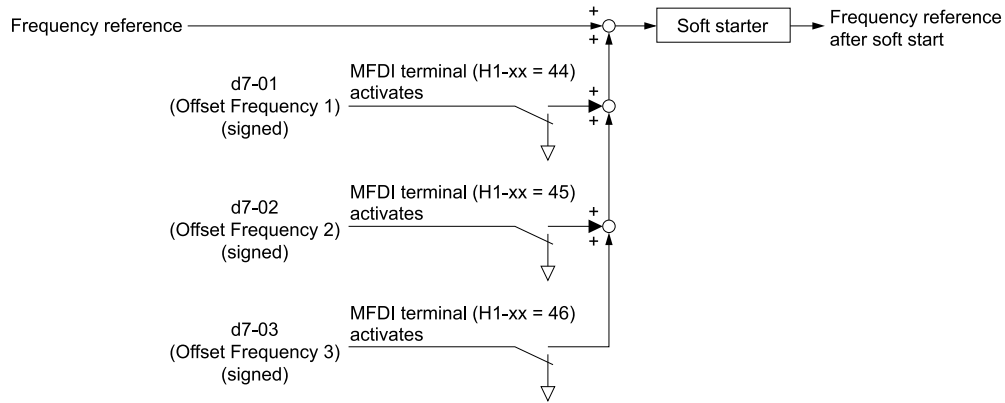 Frequency reference
+
+
Soft starter
Frequency reference
after soft start
d7-01
(Offset Frequency 1)
(signed)
MFDI terminal (H1-xx = 44)
activates
+
+
d7-02
(Offset Frequency 2)
(signed)
MFDI terminal (H1-xx = 45)
activates
+
+
d7-03
(Offset Frequency 3)
(signed)
MFDI terminal (H1-xx = 46)
activates